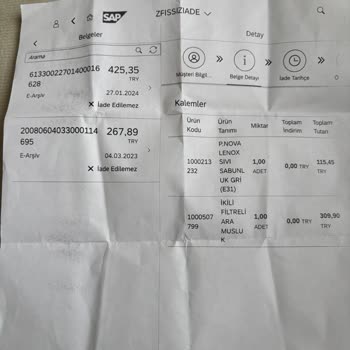 SAP
ZFISSIZIADE
Belgeler
Arama
61330022701400016
628
425,35
TRY
E-Arşiv
27.01.2024
✕ İade Edilemez
20080604033000114
695
267,89
TRY
E-Arşiv
04.03.2023
✕ İade Edilemez
Detay
Müşteri Bilgil...
Belge Detayı
İade Tarihçe
Kalemler
Ürün Kodu
Ürün Tanımı
Miktar
Toplam İndirim
Toplam Tutarı
1000213
232
P.NOVA
LENOX
SIVI
SABUNL
UK GRİ
(E31)
1,00
ADET
0,00 TRY
115,45
TRY
1000507
799
İKİLİ
FİLTRELİ
ARA
MUSLU
K
1,00
ADET
0,00 TRY
309,90
TRY